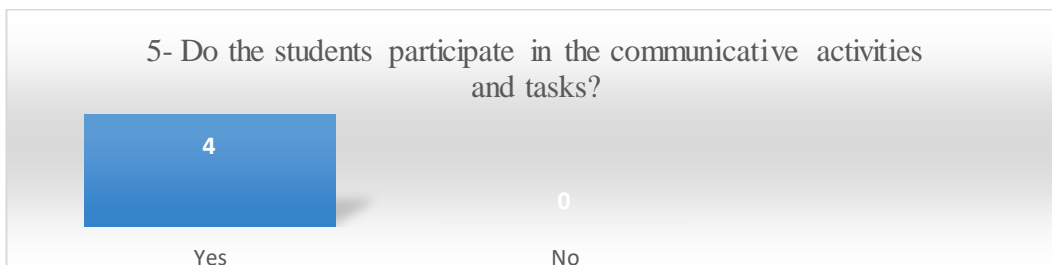 5- Do the students participate in the communicative activities
and tasks?
4
0
Yes
No